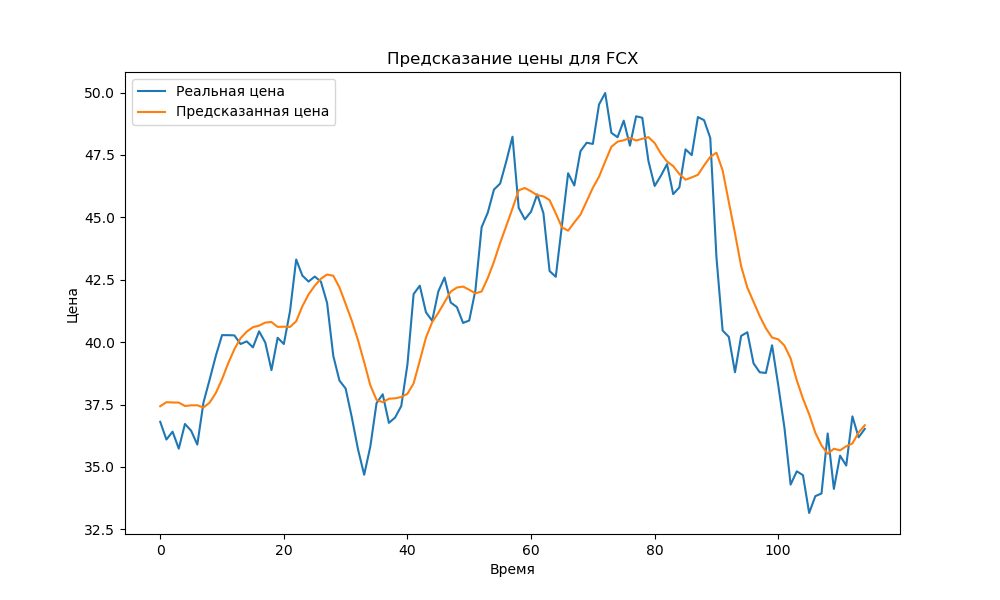 Предсказание цены для FCX
Реальная цена
Предсказанная цена
50.0
47.5
45.0
42.5
40.0
37.5
35.0
32.5
Цена
0 20 40 60 80 100
Время